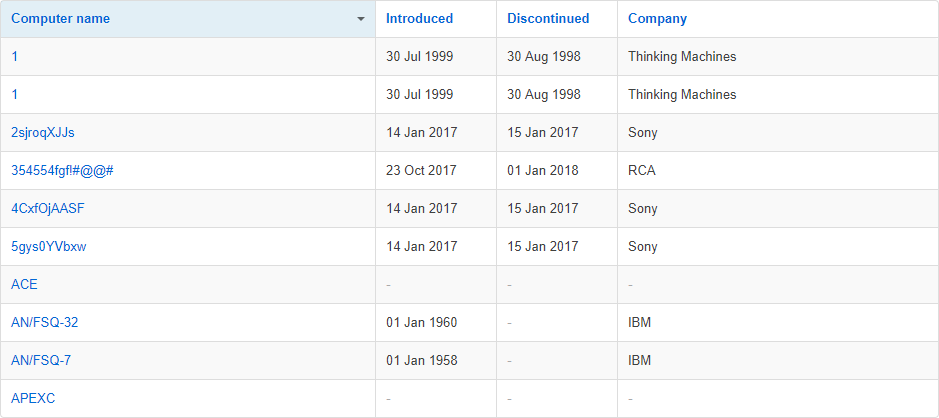 Computer name Introduced Discontinued Company
1 30 Jul 1999 30 Aug 1998 Thinking Machines
1 30 Jul 1999 30 Aug 1998 Thinking Machines
2sjroqXJJs 14 Jan 2017 15 Jan 2017 Sony
354554fgf!#@@# 23 Oct 2017 01 Jan 2018 RCA
4CxfOjAASF 14 Jan 2017 15 Jan 2017 Sony
5gys0YVbxw 14 Jan 2017 15 Jan 2017 Sony
ACE - - -
AN/FSQ-32 01 Jan 1960 - IBM
AN/FSQ-7 01 Jan 1958 - IBM
APEXC - - -